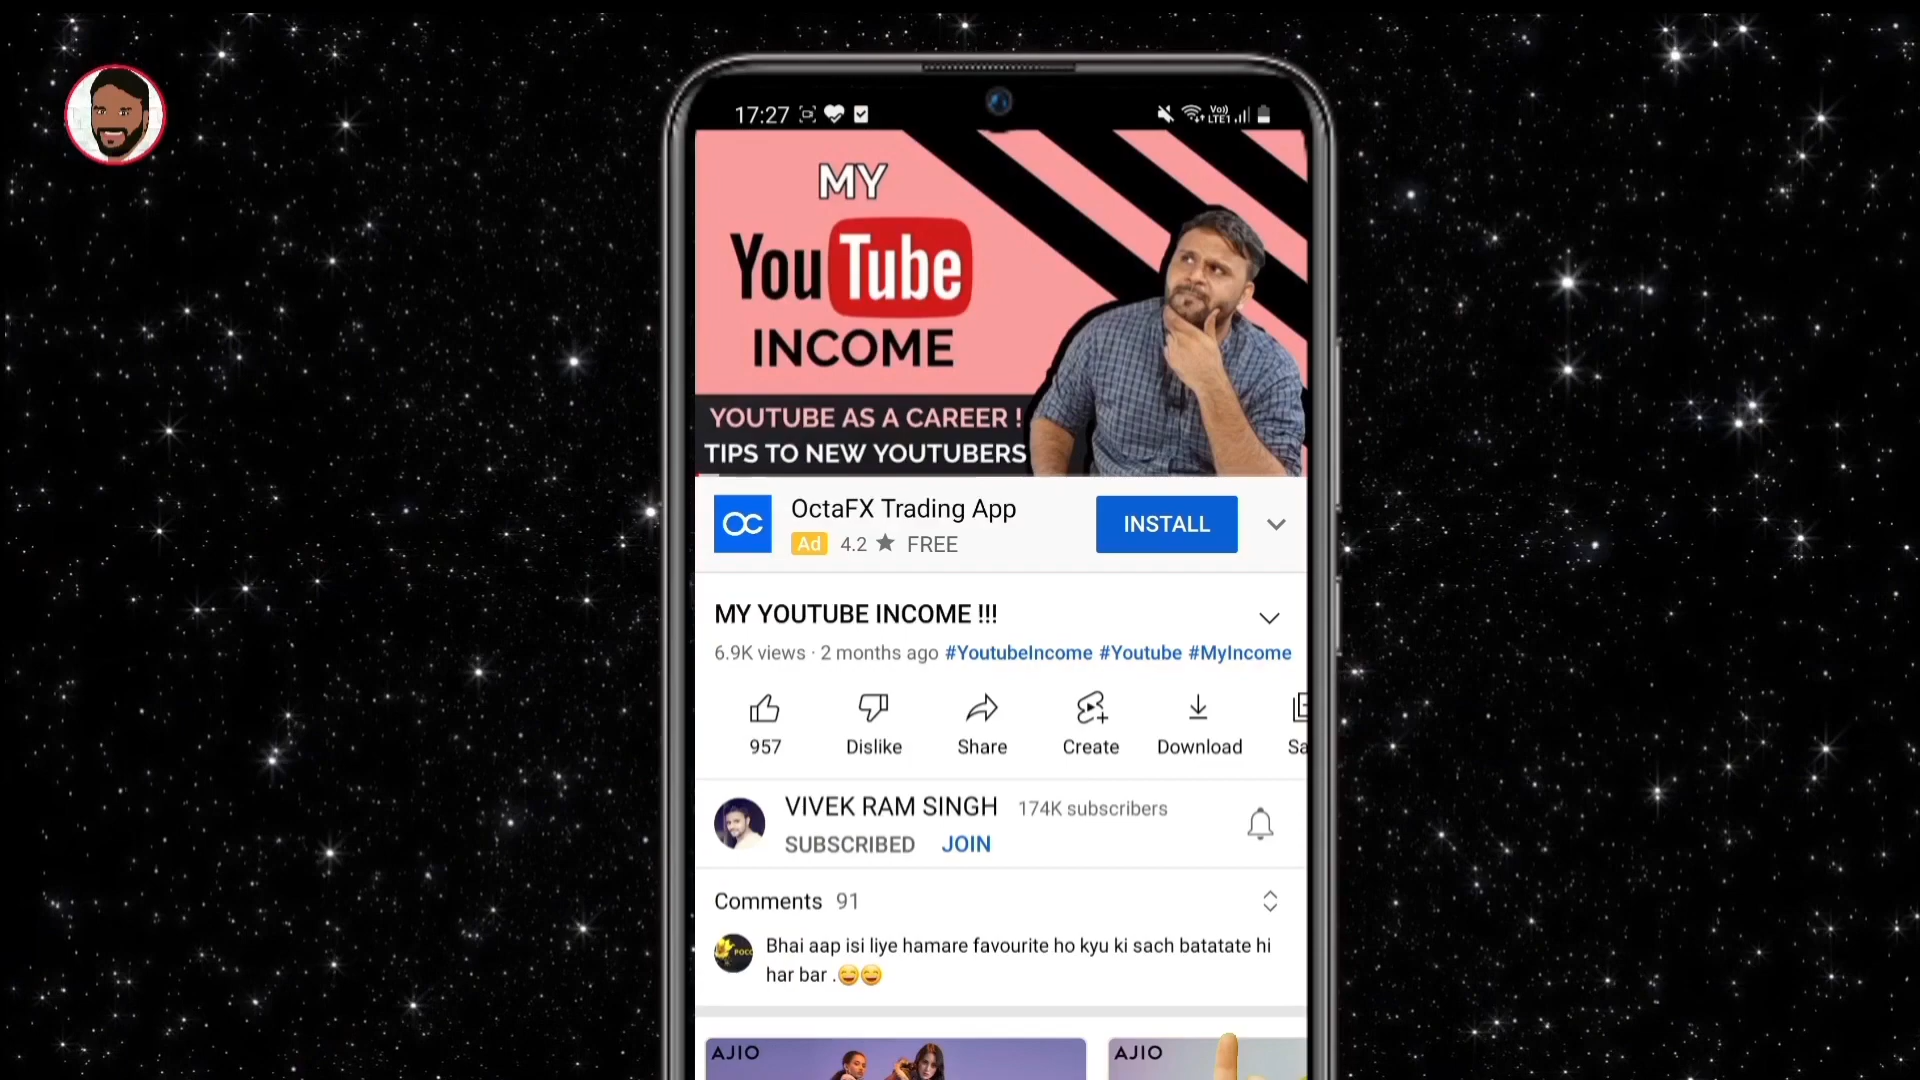 17:27
Vo))
LTE1
MY
YouTube
INCOME
YOUTUBE AS A CAREER !
TIPS TO NEW YOUTUBERS
OctaFX Trading App
Ad 4.2 ★ FREE
INSTALL
MY YOUTUBE INCOME !!!
6.9K views · 2 months ago #YoutubeIncome #Youtube #MyIncome
957 Dislike Share Create Download Sa
VIVEK RAM SINGH 174K subscribers
SUBSCRIBED JOIN
Comments 91
POCO
Bhai aap isi liye hamare favourite ho kyu ki sach batatate hi
har bar .😄😄
AJIO AJIO